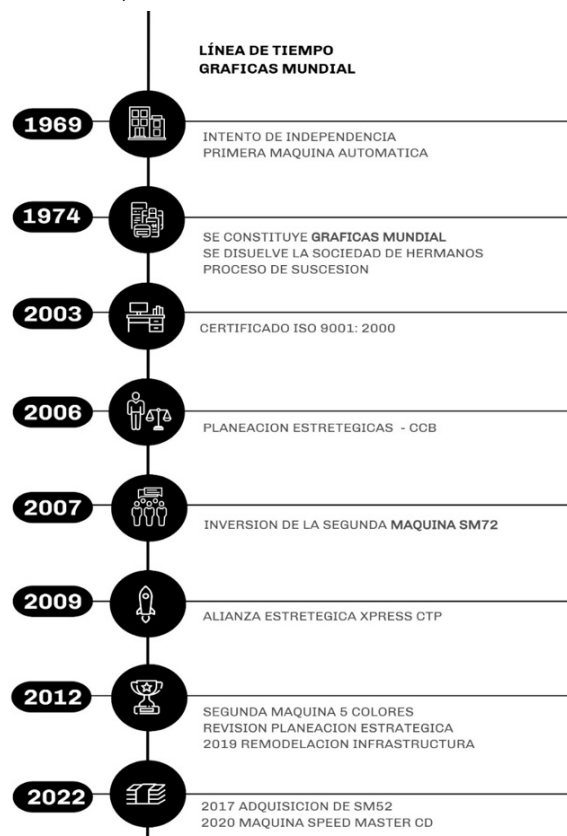 LÍNEA DE TIEMPO
GRAFICAS MUNDIAL
1969
INTENTO DE INDEPENDENCIA
PRIMERA MAQUINA AUTOMATICA
1974
SE CONSTITUYE GRAFICAS MUNDIAL
SE DISUELVE LA SOCIEDAD DE HERMANOS
PROCESO DE SUSCESION
2003
CERTIFICADO ISO 9001: 2000
2006
PLANEACION ESTRETEGICAS - CCB
2007
INVERSION DE LA SEGUNDA MAQUINA SM72
2009
ALIANZA ESTRETEGICA XPRESS CTP
2012
SEGUNDA MAQUINA 5 COLORES
REVISION PLANEACION ESTRATEGICA
2019 REMODELACION INFRASTRUCTURA
2022
2017 ADQUISICION DE SM52
2020 MAQUINA SPEED MASTER CD